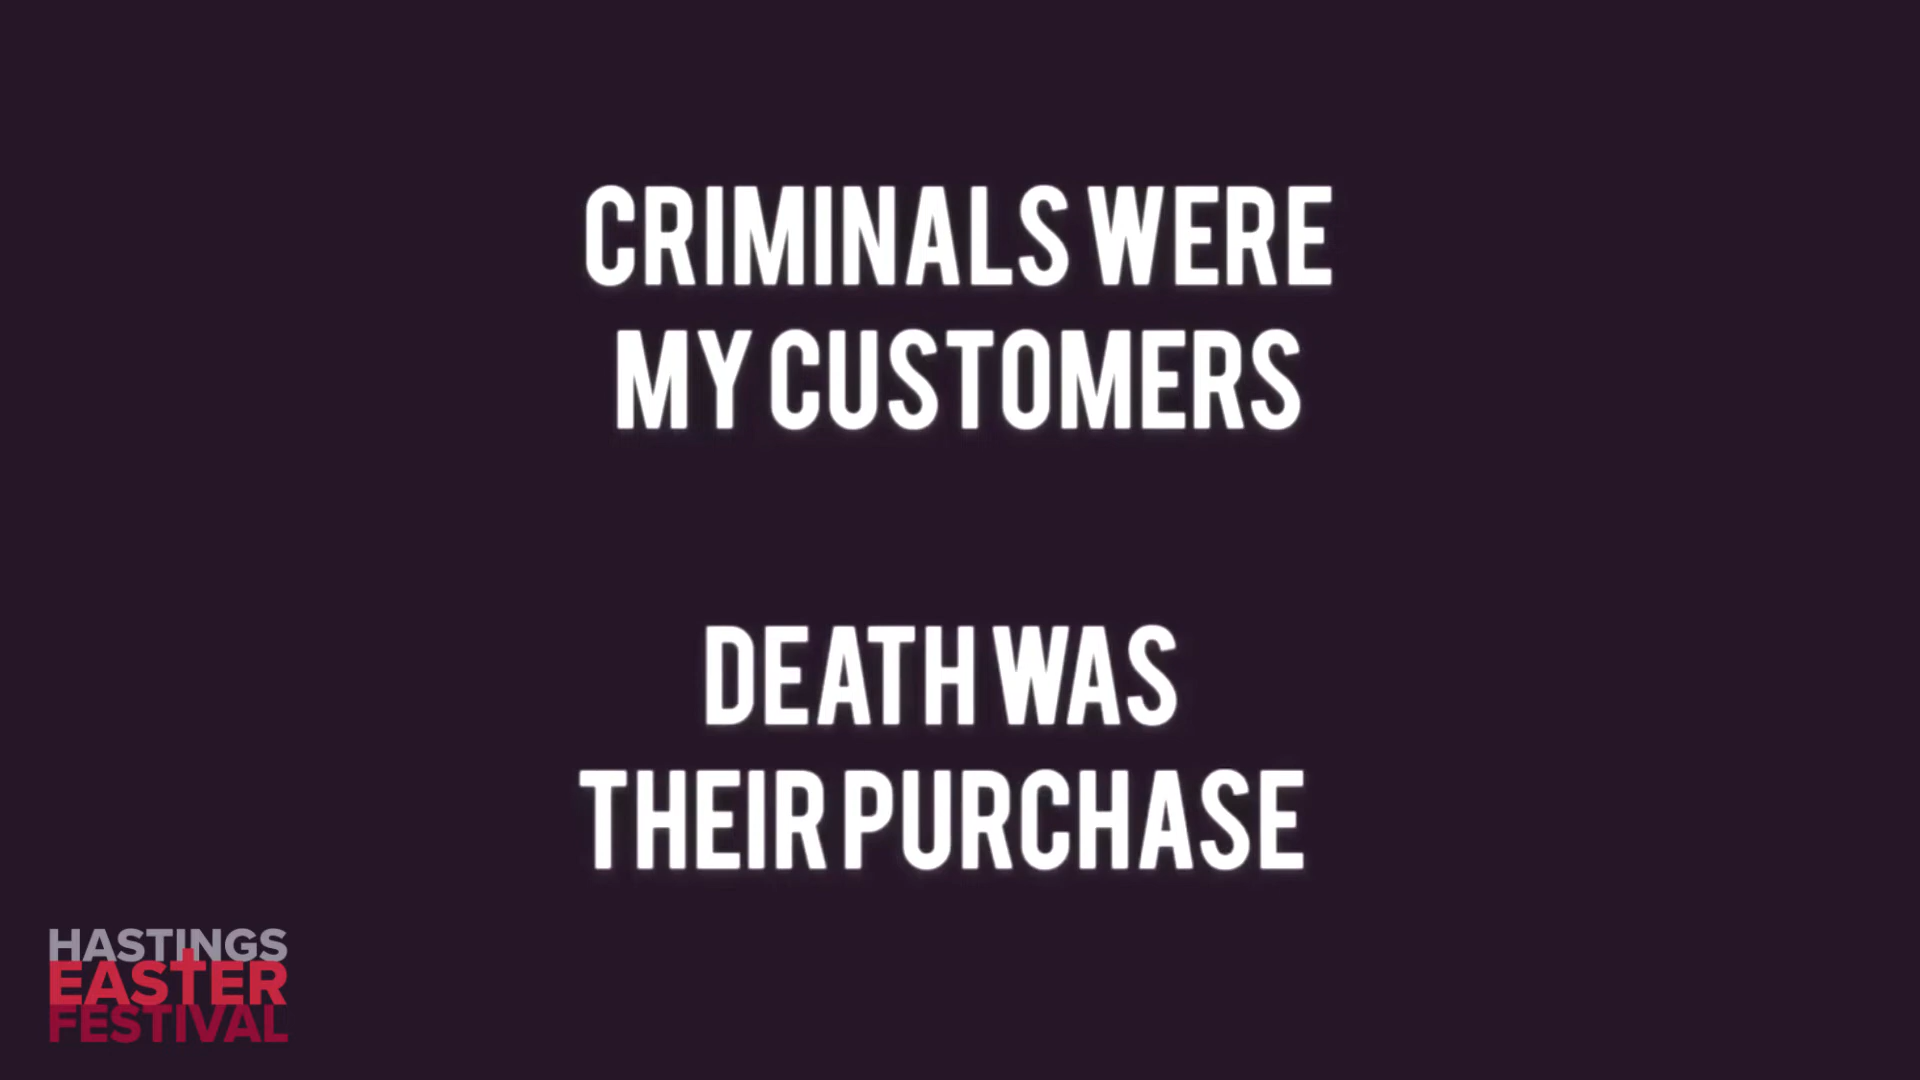 CRIMINALS WERE
MY CUSTOMERS
DEATH WAS
THEIR PURCHASE
HASTINGS
EASTER
FESTIVAL